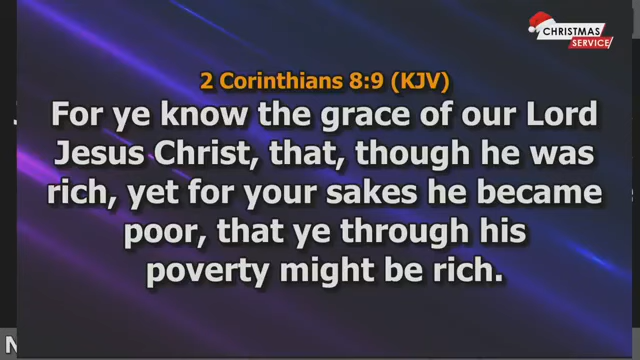 CHRISTMAS
SERVICE
2 Corinthians 8:9 (KJV)
For ye know the grace of our Lord
Jesus Christ, that, though he was
rich, yet for your sakes he became
poor, that ye through his
poverty might be rich.
N